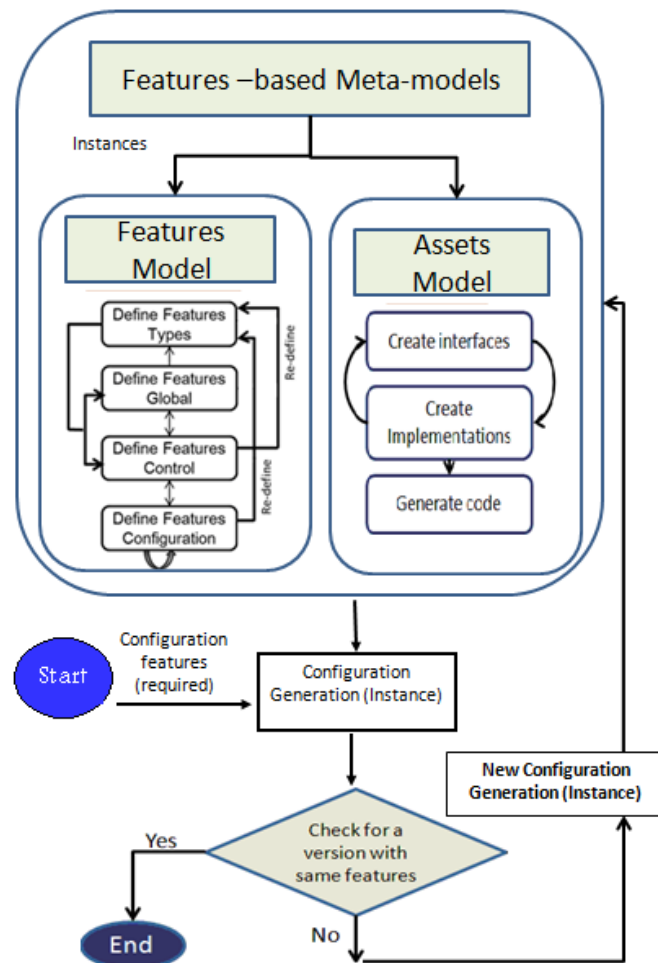 Features –based Meta-models
Instances
Features
Model
Define Features
Types
Define Features
Global
Define Features
Control
Define Features
Configuration
Re-define
Re-define
Assets
Model
Create interfaces
Create
Implementations
Generate code
Start
Configuration
features
(required)
Configuration
Generation (Instance)
New Configuration
Generation (Instance)
Check for a
version with
same features
Yes
No
End